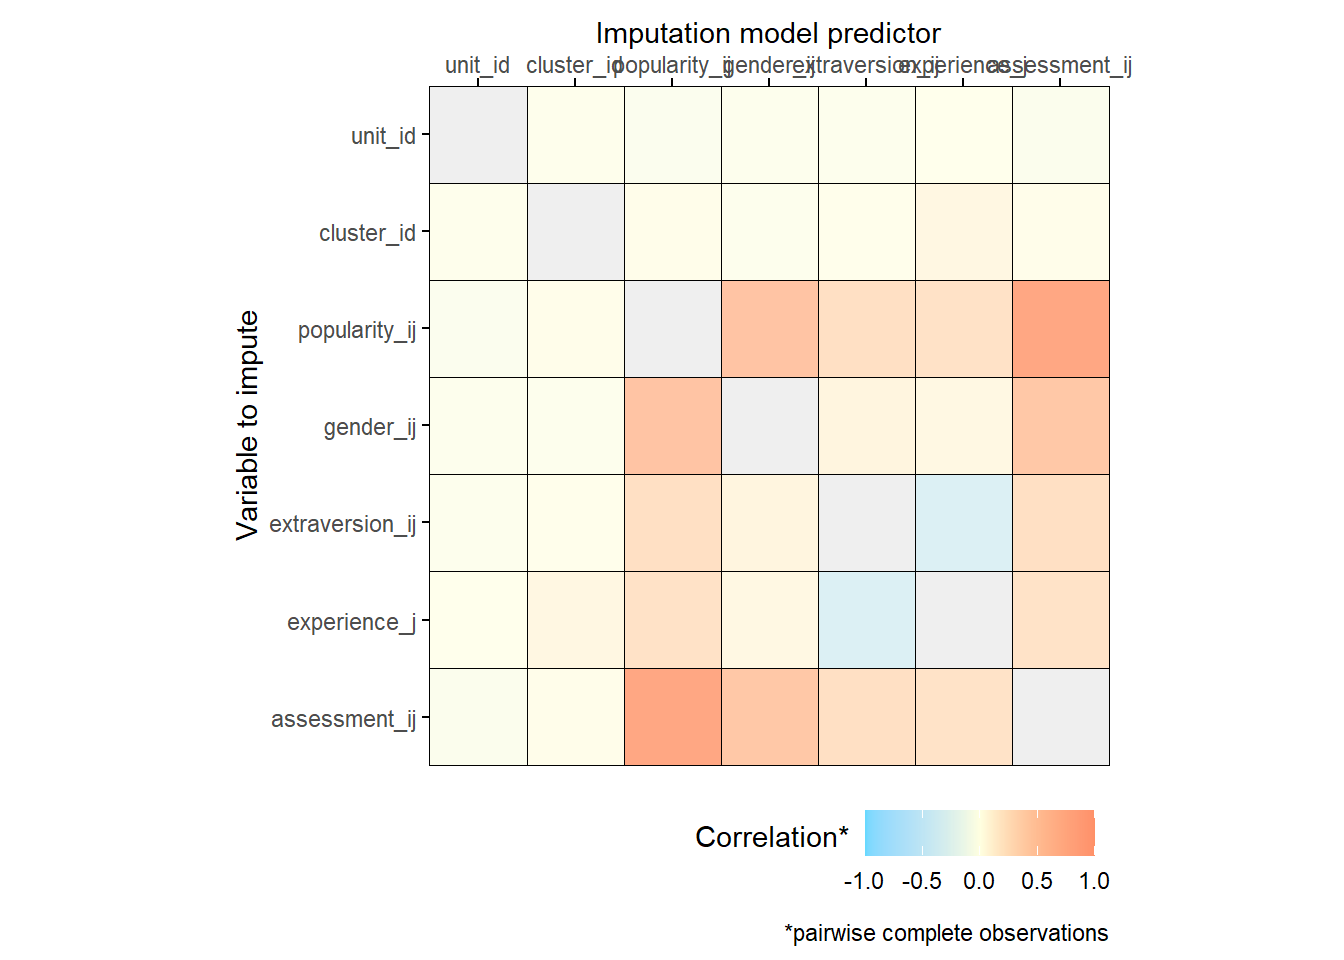 Imputation model predictor
unit_id cluster_id popularity_ij gender_ij extraversion_ij experience_j assessment_ij
Variable to impute
unit_id
cluster_id
popularity_ij
gender_ij
extraversion_ij
experience_j
assessment_ij
Correlation*
-1.0 -0.5 0.0 0.5 1.0
*pairwise complete observations